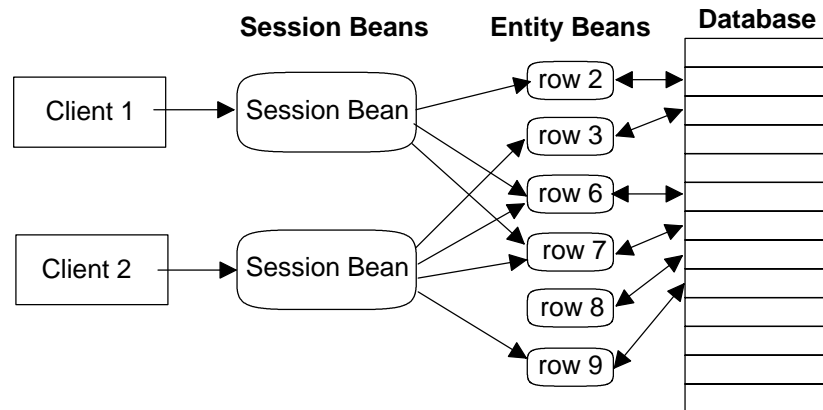 Session Beans
Entity Beans
Database
Client 1
Session Bean
row 2
row 3
row 6
Client 2
Session Bean
row 7
row 8
row 9